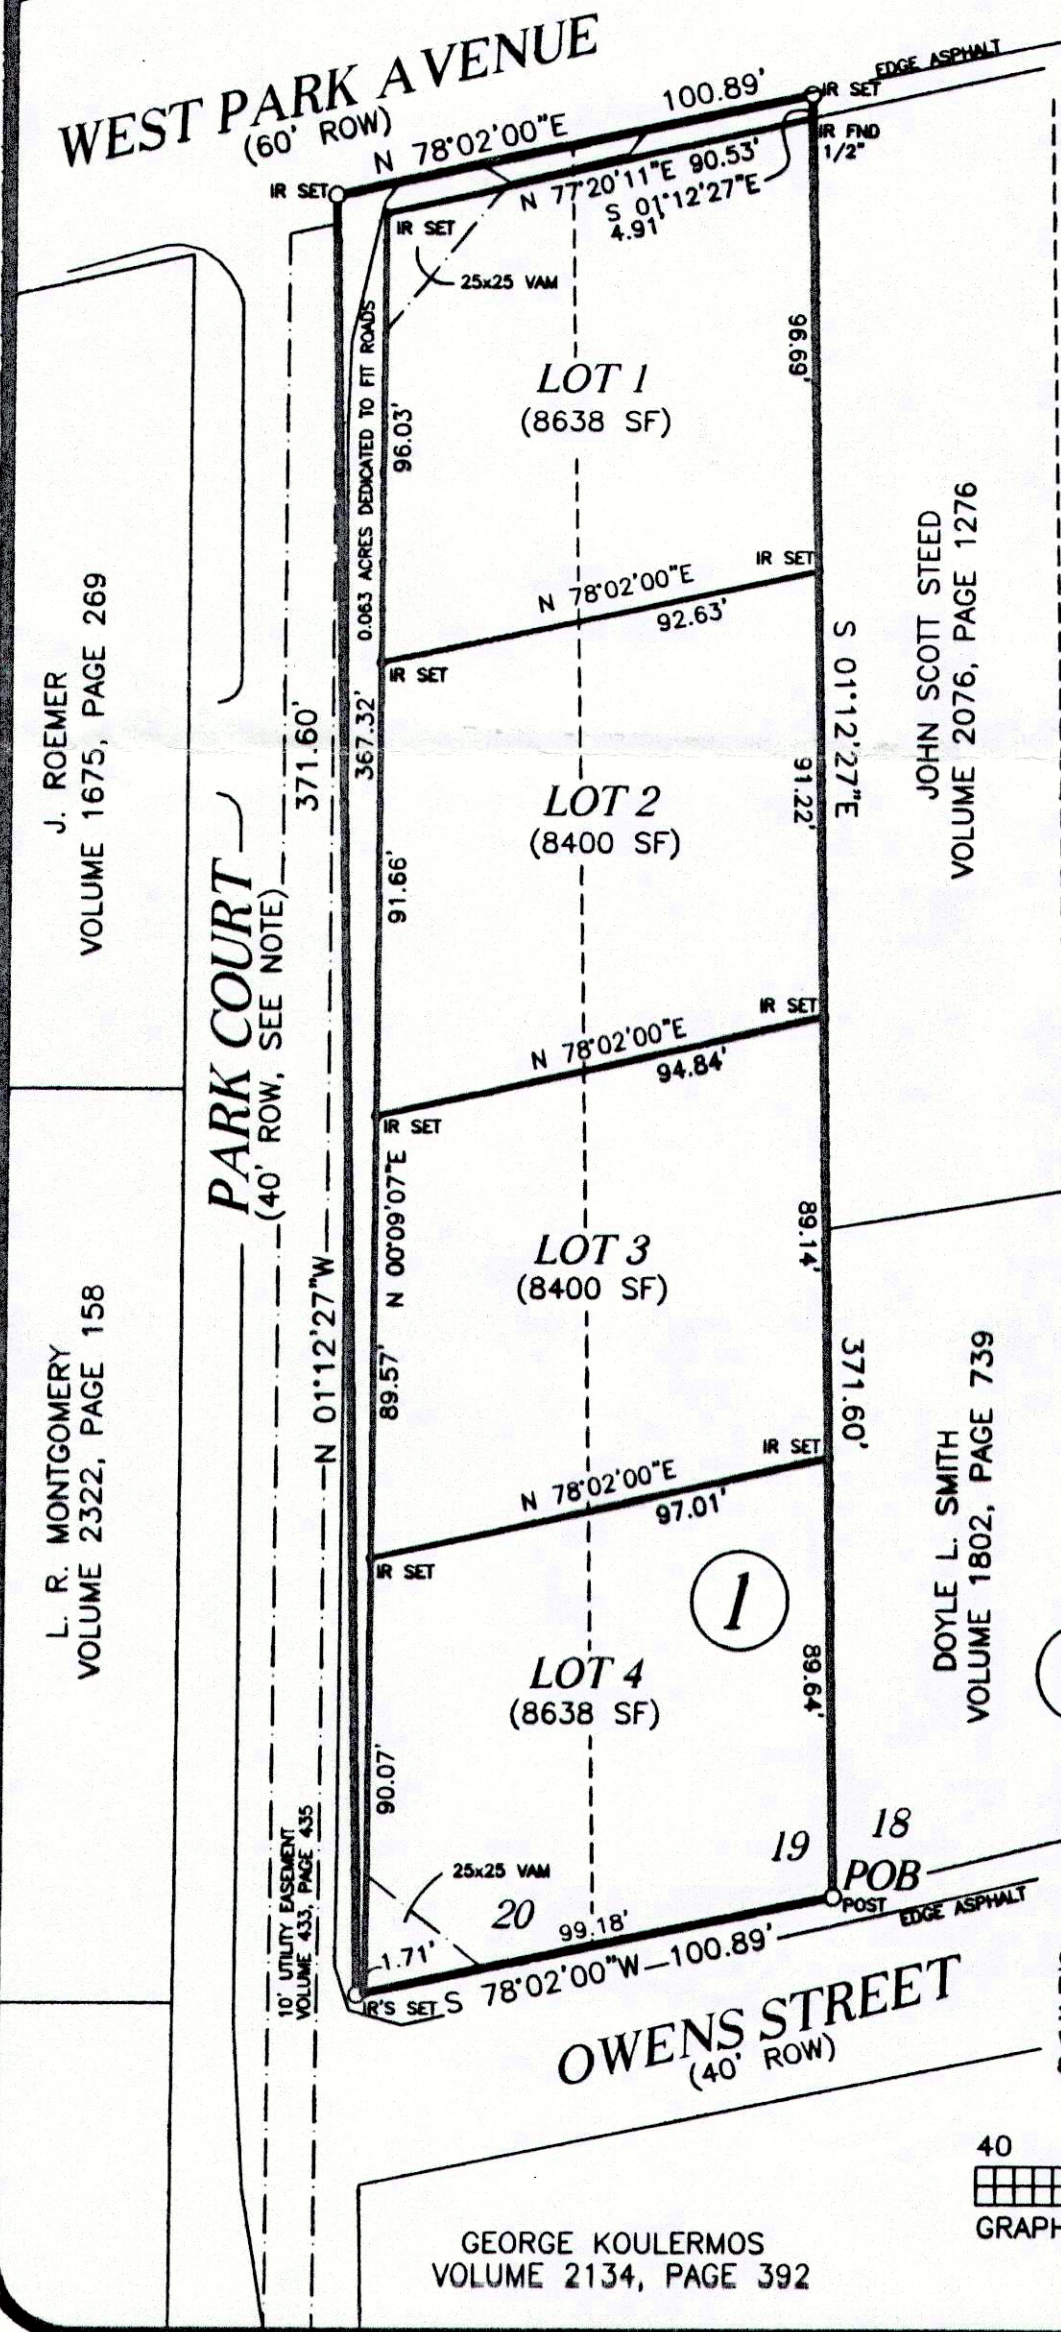 WEST PARK AVENUE
(60' ROW)
EDGE ASPHALT
100.89'
N 78°02'00"E
IR SET
IR SET
IR FND
1/2"
N 77°20'11"E 90.53'
S 01°12'27"E
4.91'
IR SET
25x25 VAM
0.063 ACRES DEDICATED TO FIT ROADS
96.03'
96.69'
LOT 1
(8638 SF)
IR SET
N 78°02'00"E
92.63'
IR SET
J. ROEMER
VOLUME 1675, PAGE 269
JOHN SCOTT STEED
VOLUME 2076, PAGE 1276
S 01°12'27"E
371.60'
367.32'
91.22'
LOT 2
(8400 SF)
91.66'
PARK COURT
(40' ROW, SEE NOTE)
IR SET
N 78°02'00"E
94.84'
IR SET
N 00°09'07"E
89.14'
LOT 3
(8400 SF)
N 01°12'27"W
89.57'
371.60'
L. R. MONTGOMERY
VOLUME 2322, PAGE 158
DOYLE L. SMITH
VOLUME 1802, PAGE 739
IR SET
N 78°02'00"E
97.01'
IR SET
1
LOT 4
(8638 SF)
89.64'
90.07'
10' UTILITY EASEMENT
VOLUME 433, PAGE 435
19
18
POB
POST
EDGE ASPHALT
25x25 VAM
20
99.18'
1.71'
IR'S SET
S 78°02'00"W 100.89'
OWENS STREET
(40' ROW)
40
GRAPH
GEORGE KOULERMOS
VOLUME 2134, PAGE 392